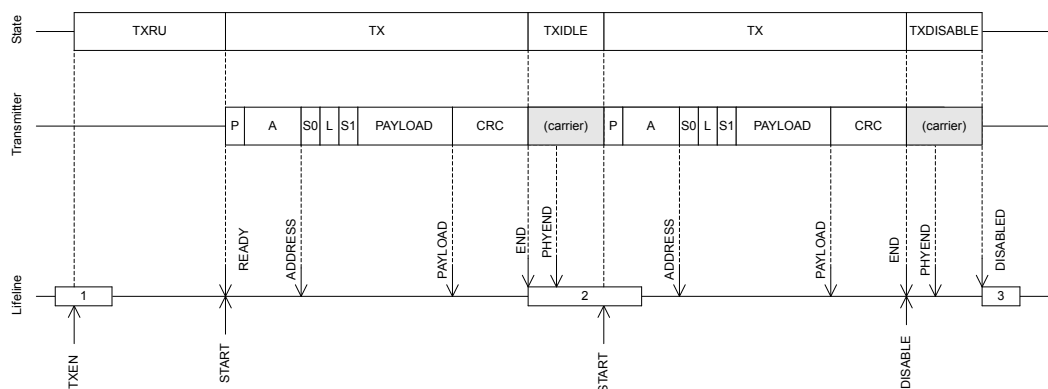 State
TXRU
TX
TXIDLE
TX
TXDISABLE
Transmitter
P
A
S0
L
S1
PAYLOAD
CRC
(carrier)
P
A
S0
L
S1
PAYLOAD
CRC
(carrier)
READY
ADDRESS
PAYLOAD
END
PHYEND
ADDRESS
PAYLOAD
END
PHYEND
DISABLED
Lifeline
1
2
3
TXEN
START
START
DISABLE